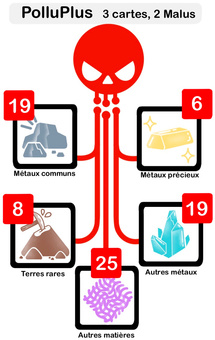 PolluPlus 3 cartes, 2 Malus
19
6
Métaux communs
Métaux précieux
8
19
Terres rares
Autres métaux
25
Autres matières